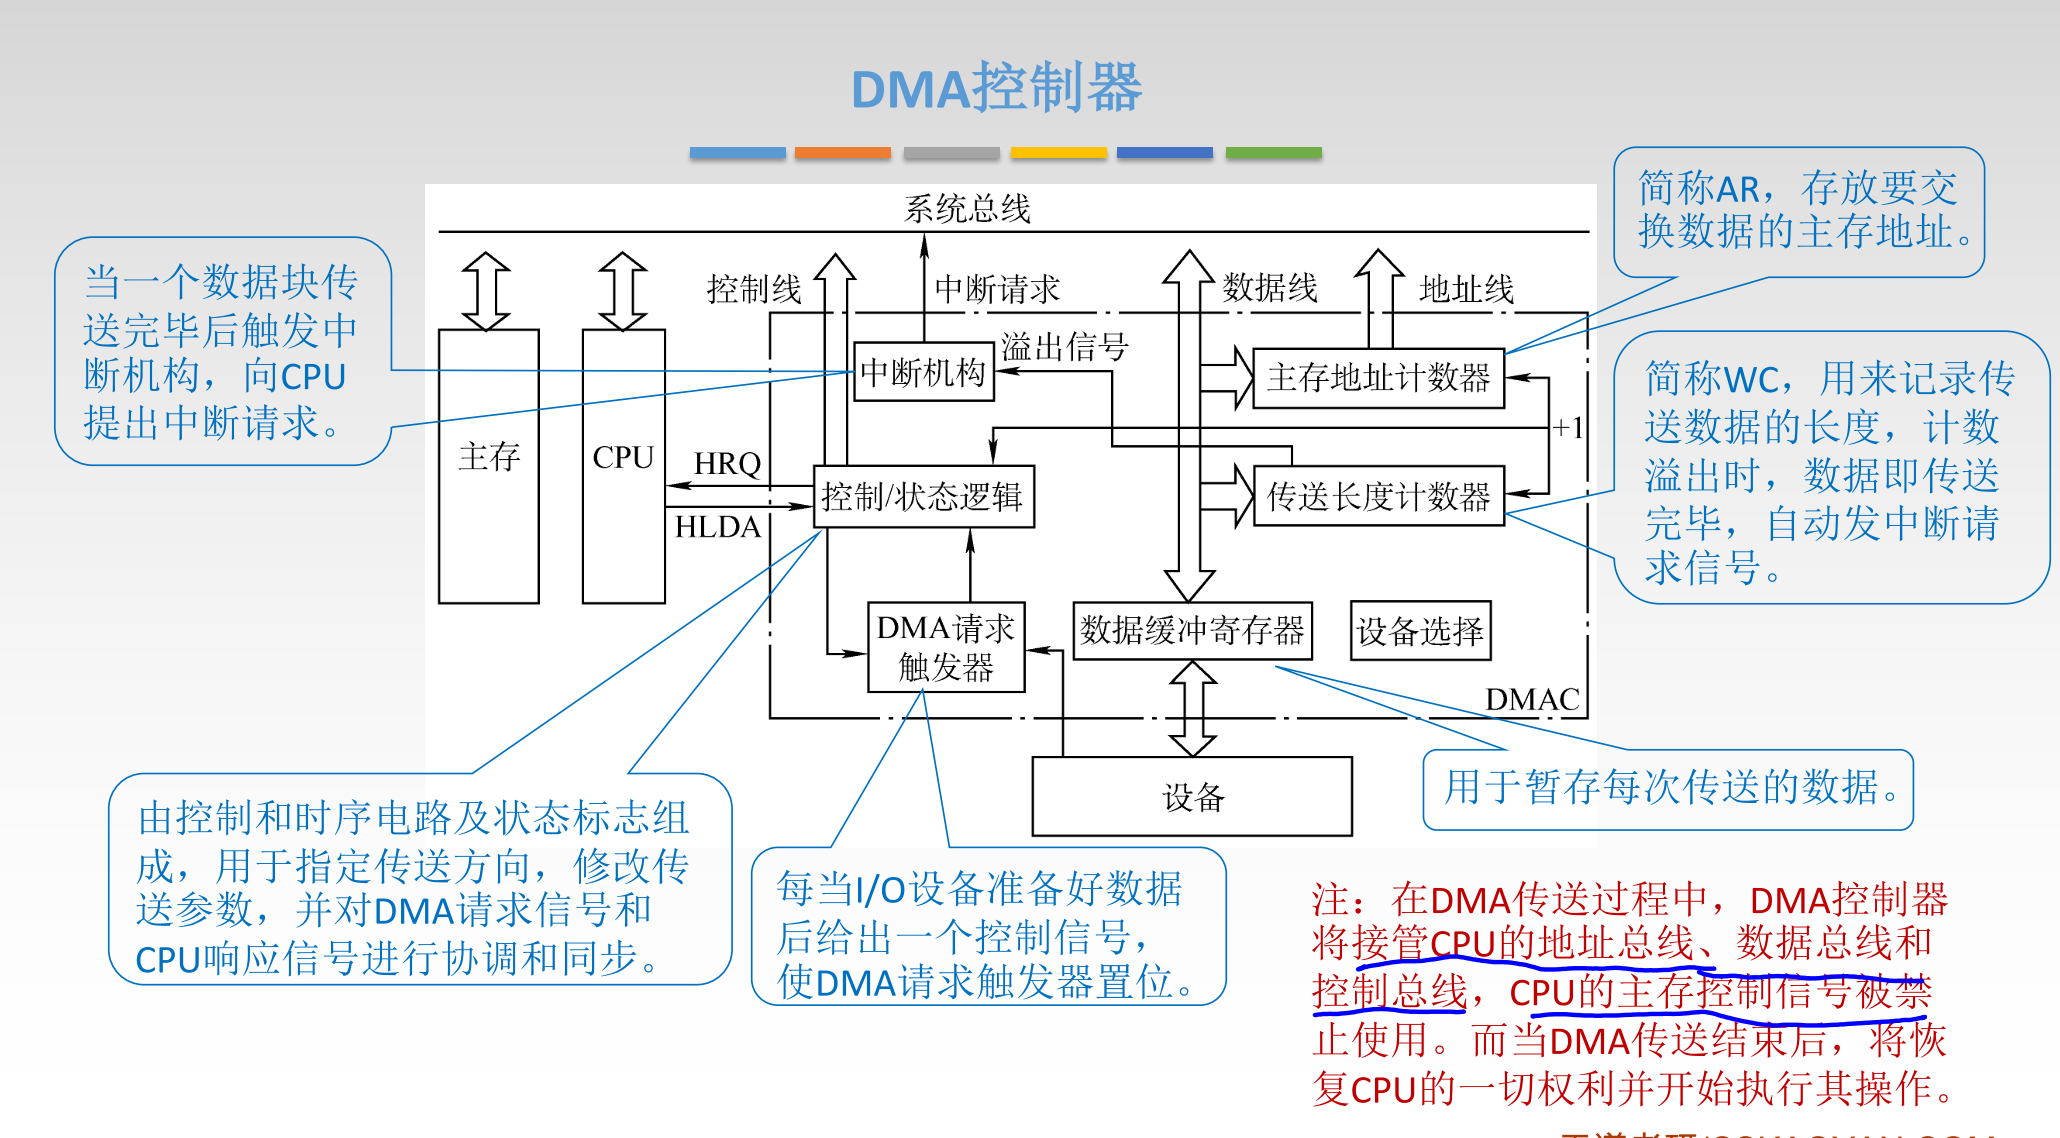 DMA控制器
系统总线
控制线
中断请求
数据线
地址线
中断机构
溢出信号
主存地址计数器
+1
主存
CPU
HRQ
HLDA
控制/状态逻辑
传送长度计数器
DMA请求
触发器
数据缓冲寄存器
设备选择
DMAC
设备
当一个数据块传
送完毕后触发中
断机构，向CPU
提出中断请求。
简称AR，存放要交
换数据的主存地址。
简称WC，用来记录传
送数据的长度，计数
溢出时，数据即传送
完毕，自动发中断请
求信号。
由控制和时序电路及状态标志组
成，用于指定传送方向，修改传
送参数，并对DMA请求信号和
CPU响应信号进行协调和同步。
每当I/O设备准备好数据
后给出一个控制信号，
使DMA请求触发器置位。
用于暂存每次传送的数据。
注：在DMA传送过程中，DMA控制器
将接管CPU的地址总线、数据总线和
控制总线，CPU的主存控制信号被禁
止使用。而当DMA传送结束后，将恢
复CPU的一切权利并开始执行其操作。